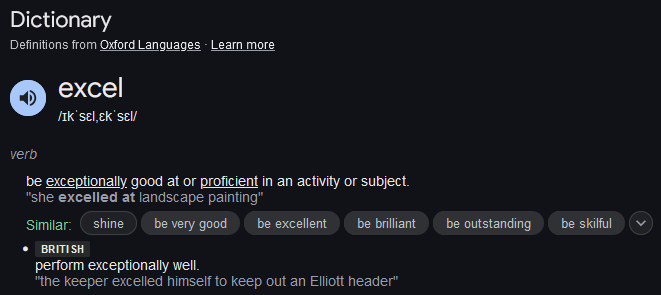 Dictionary
Definitions from Oxford Languages · Learn more
excel
/ɪkˈsɛl,ɛkˈsɛl/
verb
be exceptionally good at or proficient in an activity or subject.
"she excelled at landscape painting"
Similar: shine be very good be excellent be brilliant be outstanding be skilful
• BRITISH
perform exceptionally well.
"the keeper excelled himself to keep out an Elliott header"